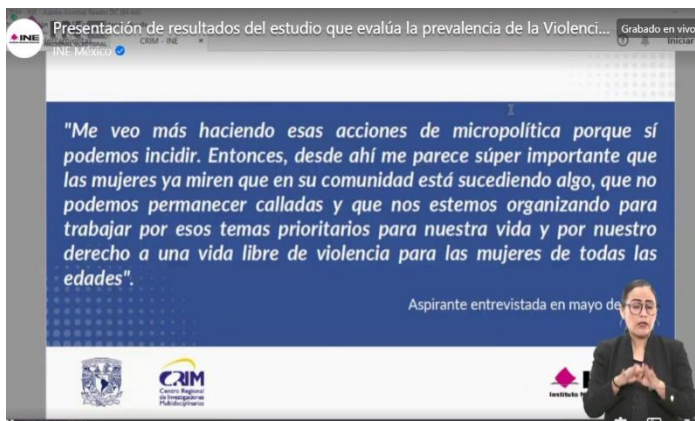 Presentación de resultados del estudio que evalúa la prevalencia de la Violenci...
Grabado en vivo
INE
INE México
CRIM - INE
Iniciar
"Me veo más haciendo esas acciones de micropolítica porque sí
podemos incidir. Entonces, desde ahí me parece súper importante que
las mujeres ya miren que en su comunidad está sucediendo algo, que no
podemos permanecer calladas y que nos estemos organizando para
trabajar por esos temas prioritarios para nuestra vida y por nuestro
derecho a una vida libre de violencia para las mujeres de todas las
edades".
Aspirante entrevistada en mayo de
CRIM
Centro Regional
de Investigaciones
Multidisciplinarias